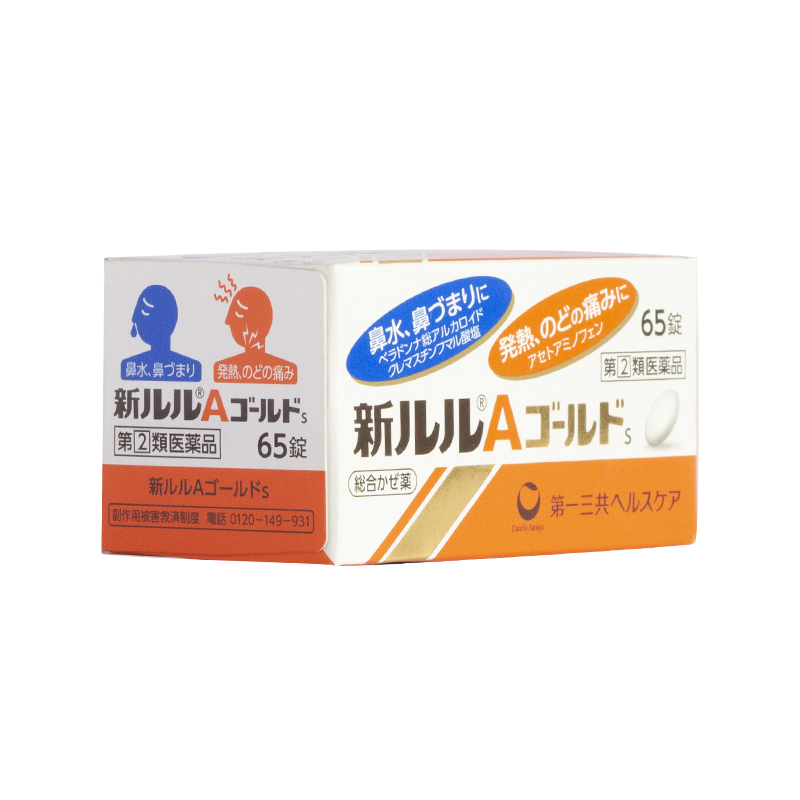 鼻水、鼻づまり
発熱、のどの痛み
新ルル®Aゴールドs
第②類医薬品 65錠
新ルルAゴールドs
副作用被害救済制度 電話 0120-149-931
鼻水、鼻づまりに
ベラドンナ総アルカロイド
クレマスチンフマル酸塩
発熱、のどの痛みに
アセトアミノフェン
65錠
第②類医薬品
新ルル®Aゴールドs
総合かぜ薬
Daiichi-Sankyo
第一三共ヘルスケア